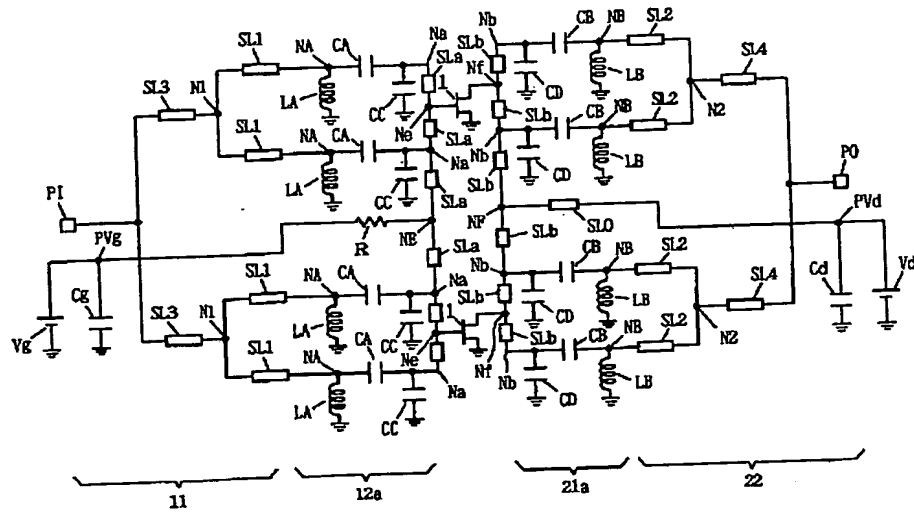 Nb CB NB SL2
SL1 NA CA Na SLb SL4
SLa Nf LB
SL3 N1 LA CC 1 CD CB NB SL2 N2
Ne SLb
SL1 NA CA SLa Nb LB PO
PI LA CC Na SLb CD
SLa NF PVd
PVg R NE SL0
SLa SLb CB NB SL2
SL1 NA CA Nb SL4
Cg Na SLb LB Cd Vd
SL3 N1 LA CC 1 CD CB NB SL2
Vg CA Ne SLb N2
SL1 NA Na Nf Nb LB
LA CC CD
11 12a 21a 22